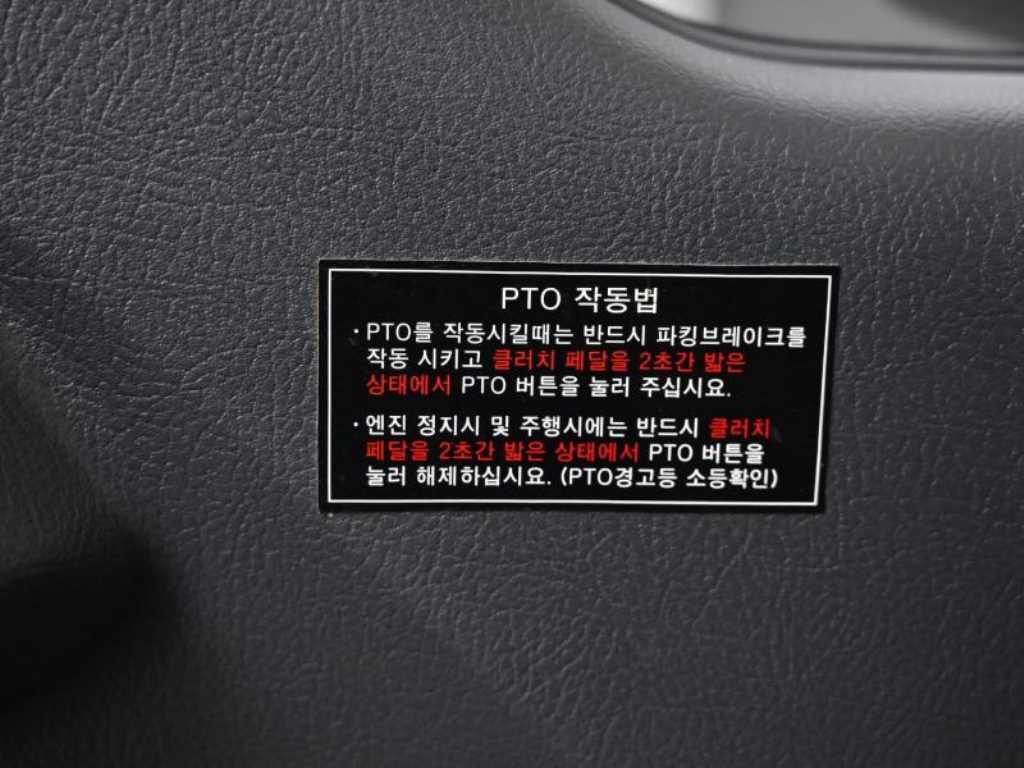 PTO 작동법
· PTO를 작동시킬때는 반드시 파킹브레이크를
작동 시키고 클러치 페달을 2초간 밟은
상태에서 PTO 버튼을 눌러 주십시요.
· 엔진 정지시 및 주행시에는 반드시 클러치
페달을 2초간 밟은 상태에서 PTO 버튼을
눌러 해제하십시요. (PTO경고등 소등확인)